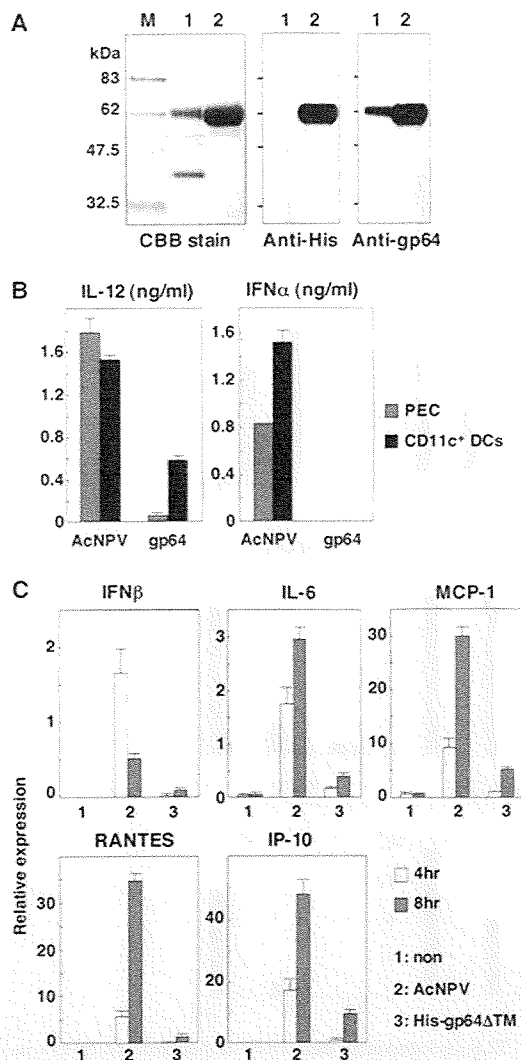 A
M 1 2 1 2 1 2
kDa
83
62
47.5
32.5
CBB stain Anti-His Anti-gp64
B
IL-12 (ng/ml) IFNα (ng/ml)
1.6 1.6
1.2 1.2
0.8 0.8
0.4 0.4
0 0
AcNPV gp64 AcNPV gp64
PEC
CD11c⁺ DCs
C
IFNβ IL-6 MCP-1
2 3 30
1 2 20
0 1 10
0 0
1 2 3 1 2 3 1 2 3
Relative expression
RANTES IP-10
30 40
20 20
10 0
0
1 2 3 1 2 3
4hr
8hr
1: non
2: AcNPV
3: His-gp64ΔTM